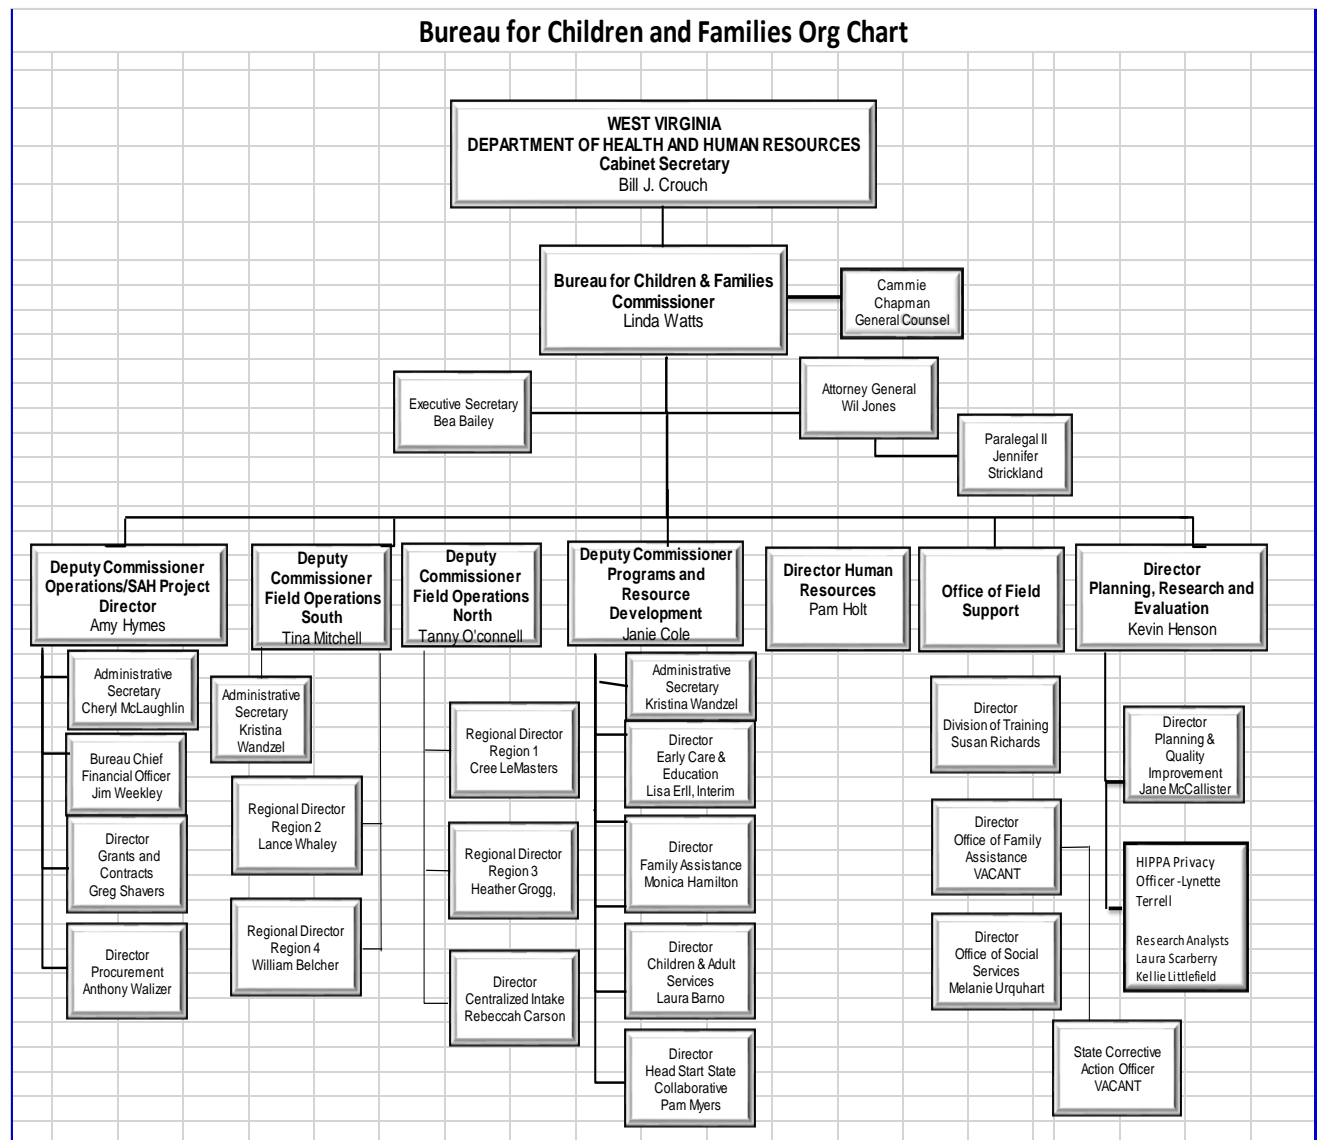 Bureau for Children and Families Org Chart
WEST VIRGINIA
DEPARTMENT OF HEALTH AND HUMAN RESOURCES
Cabinet Secretary
Bill J. Crouch
Bureau for Children & Families
Commissioner
Linda Watts
Cammie
Chapman
General Counsel
Executive Secretary
Bea Bailey
Attorney General
Wil Jones
Paralegal II
Jennifer
Strickland
Deputy Commissioner
Operations/SAH Project
Director
Amy Hymes
Administrative
Secretary
Cheryl McLaughlin
Bureau Chief
Financial Officer
Jim Weekley
Director
Grants and
Contracts
Greg Shavers
Director
Procurement
Anthony Walizer
Deputy
Commissioner
Field Operations
South
Tina Mitchell
Administrative
Secretary
Kristina
Wandzel
Regional Director
Region 2
Lance Whaley
Regional Director
Region 4
William Belcher
Deputy
Commissioner
Field Operations
North
Tanny O'connell
Regional Director
Region 1
Cree LeMasters
Regional Director
Region 3
Heather Grogg,
Director
Centralized Intake
Rebeccah Carson
Deputy Commissioner
Programs and
Resource
Development
Janie Cole
Administrative
Secretary
Kristina Wandzel
Director
Early Care &
Education
Lisa Erll, Interim
Director
Family Assistance
Monica Hamilton
Director
Children & Adult
Services
Laura Barno
Director
Head Start State
Collaborative
Pam Myers
Director Human
Resources
Pam Holt
Office of Field
Support
Director
Division of Training
Susan Richards
Director
Office of Family
Assistance
VACANT
Director
Office of Social
Services
Melanie Urquhart
State Corrective
Action Officer
VACANT
Director
Planning, Research and
Evaluation
Kevin Henson
Director
Planning &
Quality
Improvement
Jane McCallister
HIPPA Privacy
Officer -Lynette
Terrell
Research Analysts
Laura Scarberry
Kellie Littlefield